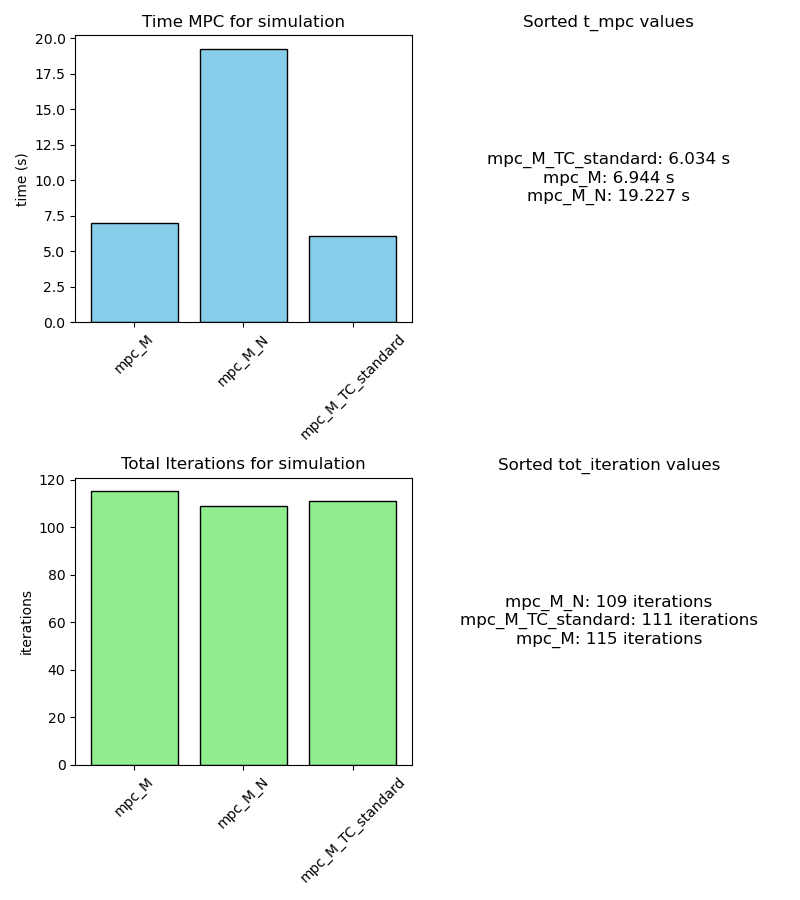 Time MPC for simulation
20.0
17.5
15.0
12.5
10.0
7.5
5.0
2.5
0.0
time (s)
mpc_M
mpc_M_N
mpc_M_TC_standard
Sorted t_mpc values
mpc_M_TC_standard: 6.034 s
mpc_M: 6.944 s
mpc_M_N: 19.227 s
Total Iterations for simulation
120
100
80
60
40
20
0
iterations
mpc_M
mpc_M_N
mpc_M_TC_standard
Sorted tot_iteration values
mpc_M_N: 109 iterations
mpc_M_TC_standard: 111 iterations
mpc_M: 115 iterations